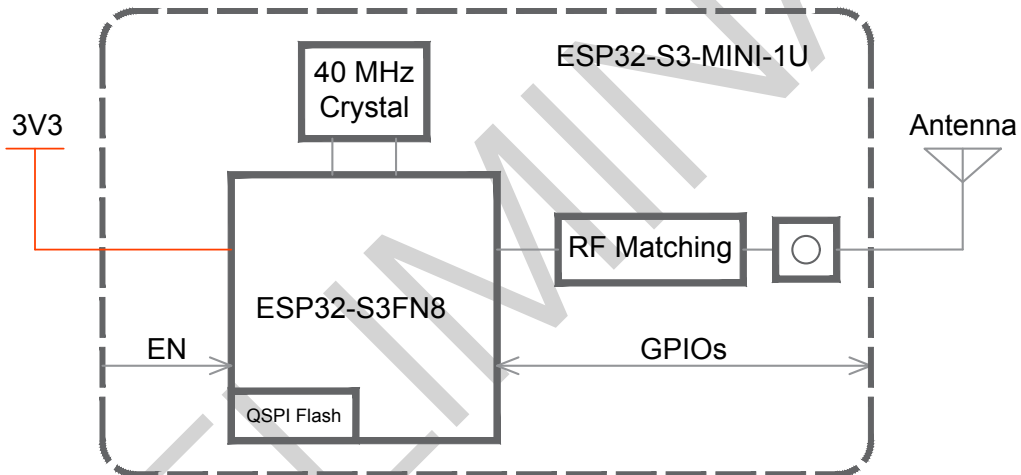 ESP32-S3-MINI-1U
40 MHz
Crystal
3V3
Antenna
RF Matching
ESP32-S3FN8
EN
GPIOs
QSPI Flash